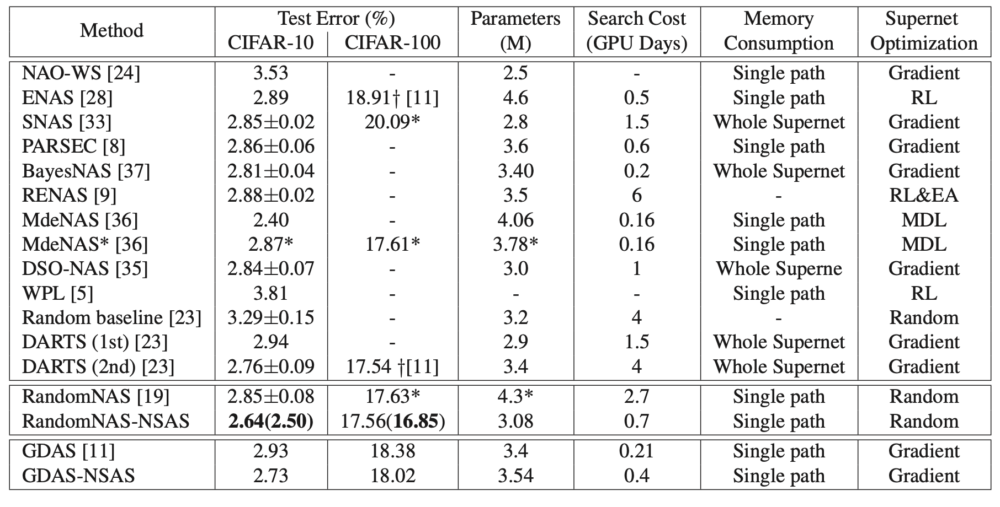 Method Test Error (%) Parameters Search Cost Memory Supernet
CIFAR-10 CIFAR-100 (M) (GPU Days) Consumption Optimization
NAO-WS [24] 3.53 - 2.5 - Single path Gradient
ENAS [28] 2.89 18.91† [11] 4.6 0.5 Single path RL
SNAS [33] 2.85±0.02 20.09* 2.8 1.5 Whole Supernet Gradient
PARSEC [8] 2.86±0.06 - 3.6 0.6 Single path Gradient
BayesNAS [37] 2.81±0.04 - 3.40 0.2 Whole Supernet Gradient
RENAS [9] 2.88±0.02 - 3.5 6 - RL&EA
MdeNAS [36] 2.40 - 4.06 0.16 Single path MDL
MdeNAS* [36] 2.87* 17.61* 3.78* 0.16 Single path MDL
DSO-NAS [35] 2.84±0.07 - 3.0 1 Whole Superne Gradient
WPL [5] 3.81 - - - Single path RL
Random baseline [23] 3.29±0.15 - 3.2 4 - Random
DARTS (1st) [23] 2.94 - 2.9 1.5 Whole Supernet Gradient
DARTS (2nd) [23] 2.76±0.09 17.54 †[11] 3.4 4 Whole Supernet Gradient
RandomNAS [19] 2.85±0.08 17.63* 4.3* 2.7 Single path Random
RandomNAS-NSAS 2.64(2.50) 17.56(16.85) 3.08 0.7 Single path Random
GDAS [11] 2.93 18.38 3.4 0.21 Single path Gradient
GDAS-NSAS 2.73 18.02 3.54 0.4 Single path Gradient